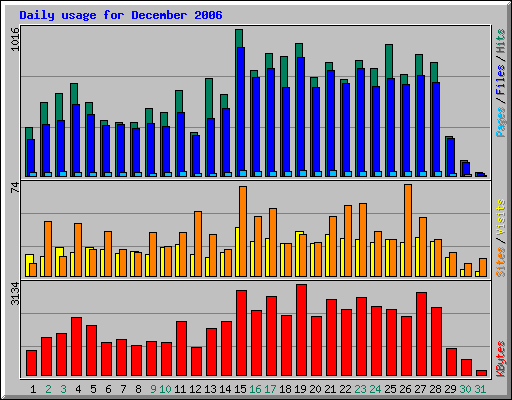 Daily usage for December 2006
1016
Pages / Files / Hits
74
Sites / Visits
3134
KBytes
1 2 3 4 5 6 7 8 9 10 11 12 13 14 15 16 17 18 19 20 21 22 23 24 25 26 27 28 29 30 31